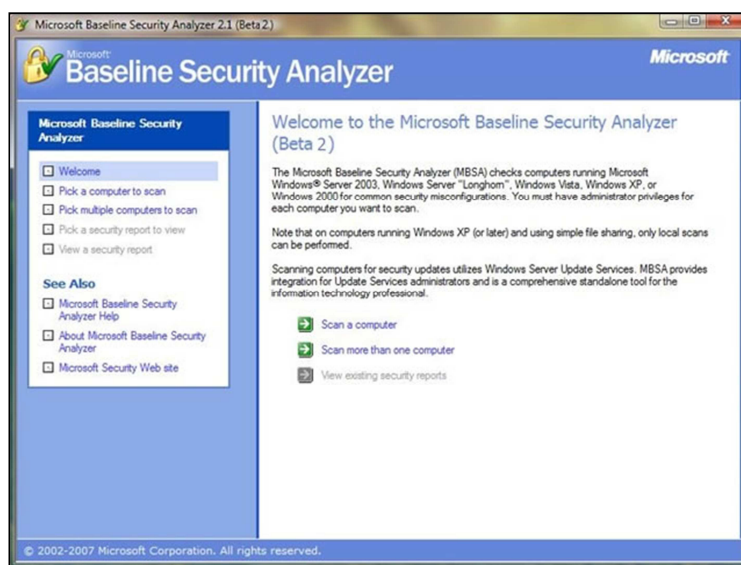 Microsoft Baseline Security Analyzer 2.1 (Beta 2)
Microsoft
Baseline Security Analyzer
Microsoft
Microsoft Baseline Security
Analyzer
Welcome
Pick a computer to scan
Pick multiple computers to scan
Pick a security report to view
View a security report
See Also
Microsoft Baseline Security
Analyzer Help
About Microsoft Baseline Security
Analyzer
Microsoft Security Web site
Welcome to the Microsoft Baseline Security Analyzer
(Beta 2)
The Microsoft Baseline Security Analyzer (MBSA) checks computers running Microsoft
Windows® Server 2003, Windows Server "Longhorn", Windows Vista, Windows XP, or
Windows 2000 for common security misconfigurations. You must have administrator privileges for
each computer you want to scan.
Note that on computers running Windows XP (or later) and using simple file sharing, only local scans
can be performed.
Scanning computers for security updates utilizes Windows Server Update Services. MBSA provides
integration for Update Services administrators and is a comprehensive standalone tool for the
information technology professional.
Scan a computer
Scan more than one computer
View existing security reports
© 2002-2007 Microsoft Corporation. All rights reserved.